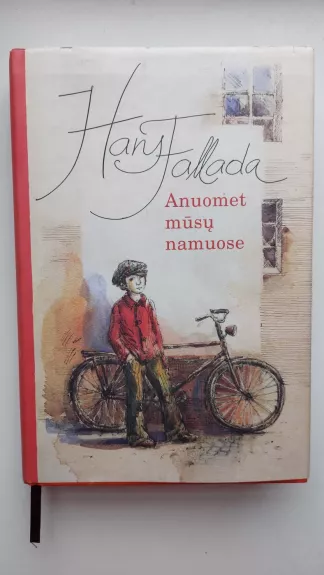 Hans Fallada
Anuomet
mūsų
namuose